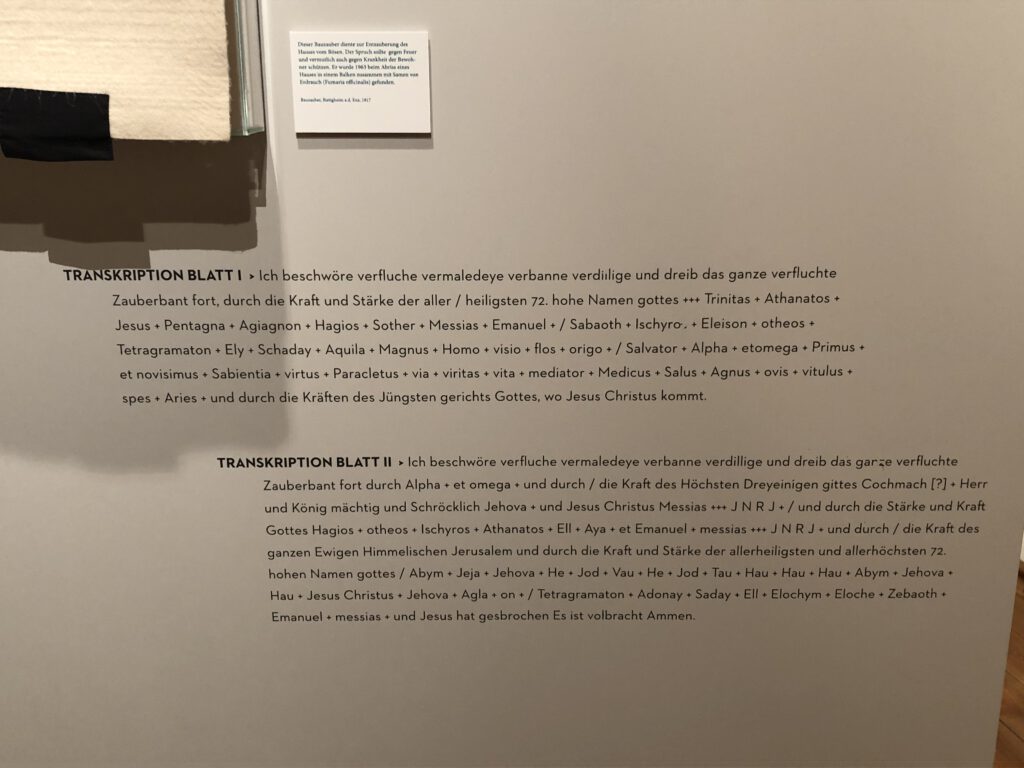 Dieser Bauzauber diente zur Entzauberung des
Hauses vom Bösen. Der Spruch sollte gegen Feuer
und vermutlich auch gegen Krankheit der Bewoh-
ner schützen. Er wurde 1963 beim Abriss eines
Hauses in einem Balken zusammen mit Samen von
Erdrauch (Fumaria officinalis) gefunden.
Bauzauber, Bietigheim a.d. Enz, 1817
TRANSKRIPTION BLATT I ‣ Ich beschwöre verfluche vermaledeye verbanne verdiilige und dreib das ganze verfluchte
Zauberbant fort, durch die Kraft und Stärke der aller / heiligsten 72. hohe Namen gottes +++ Trinitas + Athanatos +
Jesus + Pentagna + Agiagnon + Hagios + Sother + Messias + Emanuel + / Sabaoth + Ischyros + Eleison + otheos +
Tetragramaton + Ely + Schaday + Aquila + Magnus + Homo + visio + flos + origo + / Salvator + Alpha + etomega + Primus +
et novisimus + Sabientia + virtus + Paracletus + via + viritas + vita + mediator + Medicus + Salus + Agnus + ovis + vitulus +
spes + Aries + und durch die Kräften des Jüngsten gerichts Gottes, wo Jesus Christus kommt.
TRANSKRIPTION BLATT II ‣ Ich beschwöre verfluche vermaledeye verbanne verdillige und dreib das ganze verfluchte
Zauberbant fort durch Alpha + et omega + und durch / die Kraft des Höchsten Dreyeinigen gittes Cochmach [?] + Herr
und König mächtig und Schröcklich Jehova + und Jesus Christus Messias +++ J N R J + / und durch die Stärke und Kraft
Gottes Hagios + otheos + Ischyros + Athanatos + Ell + Aya + et Emanuel + messias +++ J N R J + und durch / die Kraft des
ganzen Ewigen Himmelischen Jerusalem und durch die Kraft und Stärke der allerheiligsten und allerhöchsten 72.
hohen Namen gottes / Abym + Jeja + Jehova + He + Jod + Vau + He + Jod + Tau + Hau + Hau + Hau + Abym + Jehova +
Hau + Jesus Christus + Jehova + Agla + on + / Tetragramaton + Adonay + Saday + Ell + Elochym + Eloche + Zebaoth +
Emanuel + messias + und Jesus hat gesbrochen Es ist volbracht Ammen.